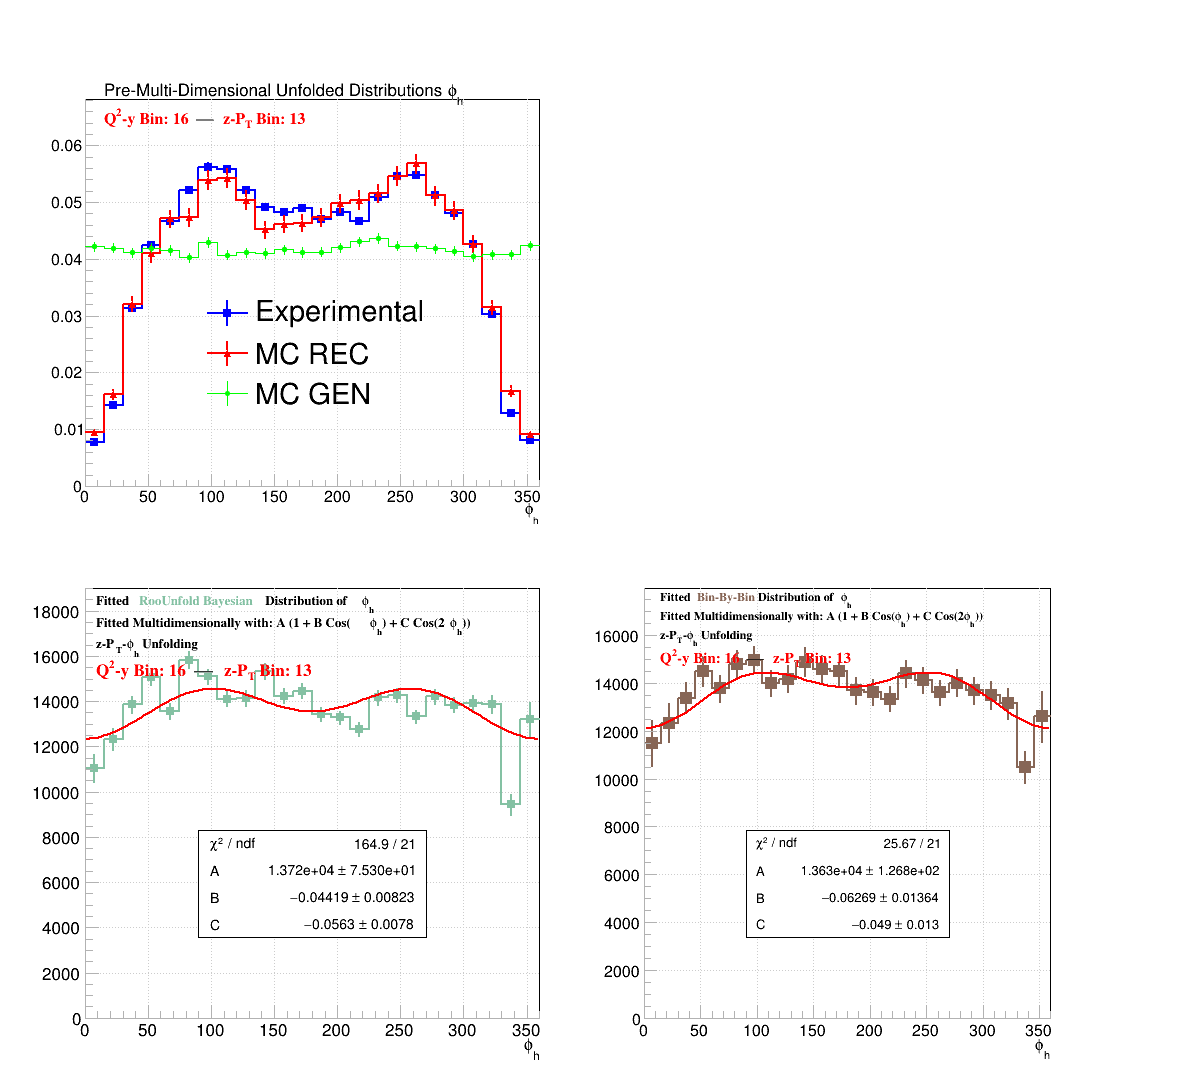 Pre-Multi-Dimensional Unfolded Distributions ϕh
Q²-y Bin: 16 — z-PT Bin: 13
0.06
0.05
0.04
0.03
0.02
0.01
0
Experimental
MC REC
MC GEN
0 50 100 150 200 250 300 350
ϕh
Fitted RooUnfold Bayesian Distribution of ϕh
Fitted Multidimensionally with: A (1 + B Cos( ϕh) + C Cos(2 ϕh))
z-PT-ϕh Unfolding
Q²-y Bin: 16 — z-PT Bin: 13
18000
16000
14000
12000
10000
8000
6000
4000
2000
0
χ² / ndf 164.9 / 21
A 1.372e+04 ± 7.530e+01
B −0.04419 ± 0.00823
C −0.0563 ± 0.0078
0 50 100 150 200 250 300 350
ϕh
Fitted Bin-By-Bin Distribution of ϕh
Fitted Multidimensionally with: A (1 + B Cos(ϕh) + C Cos(2ϕh))
z-PT-ϕh Unfolding
Q²-y Bin: 16 — z-PT Bin: 13
16000
14000
12000
10000
8000
6000
4000
2000
0
χ² / ndf 25.67 / 21
A 1.363e+04 ± 1.268e+02
B −0.06269 ± 0.01364
C −0.049 ± 0.013
0 50 100 150 200 250 300 350
ϕh